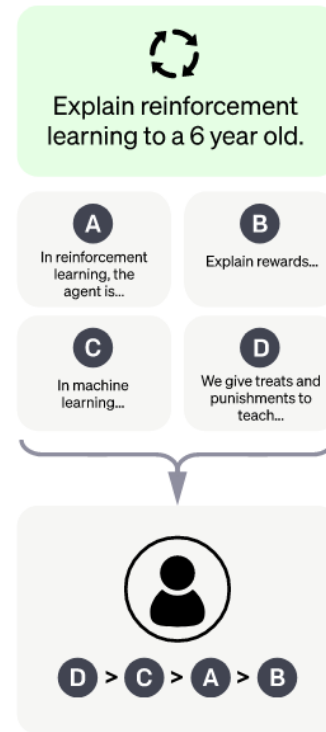 Explain reinforcement
learning to a 6 year old.
A
In reinforcement
learning, the
agent is...
B
Explain rewards...
C
In machine
learning...
D
We give treats and
punishments to
teach...
D > C > A > B